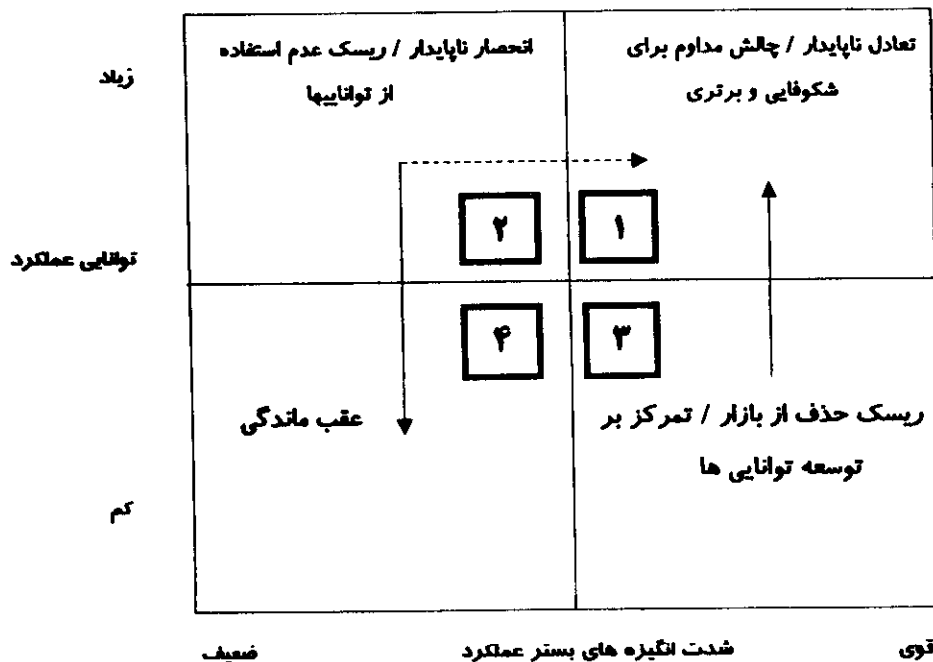 تعادل ناپایدار / چالش مداوم برای
شکوفایی و برتری
انحصار ناپایدار / ریسک عدم استفاده
از تواناییها
زیاد
۱
۲
توانایی عملکرد
۳
۴
ریسک حذف از بازار / تمرکز بر
توسعه توانایی ها
عقب ماندگی
کم
قوی
شدت انگیزه های بستر عملکرد
ضعیف